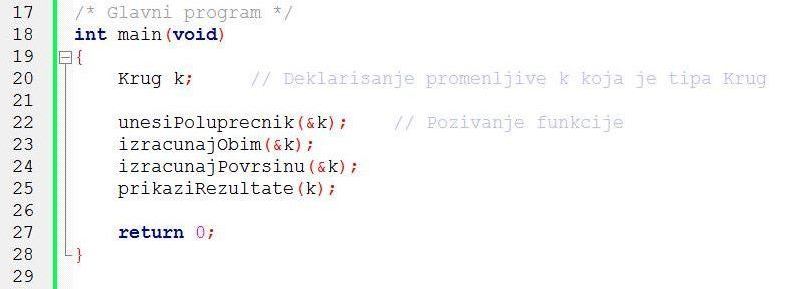 17 /* Glavni program */
18 int main(void)
19 {
20 Krug k; // Deklarisanje promenljive k koja je tipa Krug
21
22 unesiPoluprecnik(&k); // Pozivanje funkcije
23 izracunajObim(&k);
24 izracunajPovrsinu(&k);
25 prikaziRezultate(k);
26
27 return 0;
28 }
29